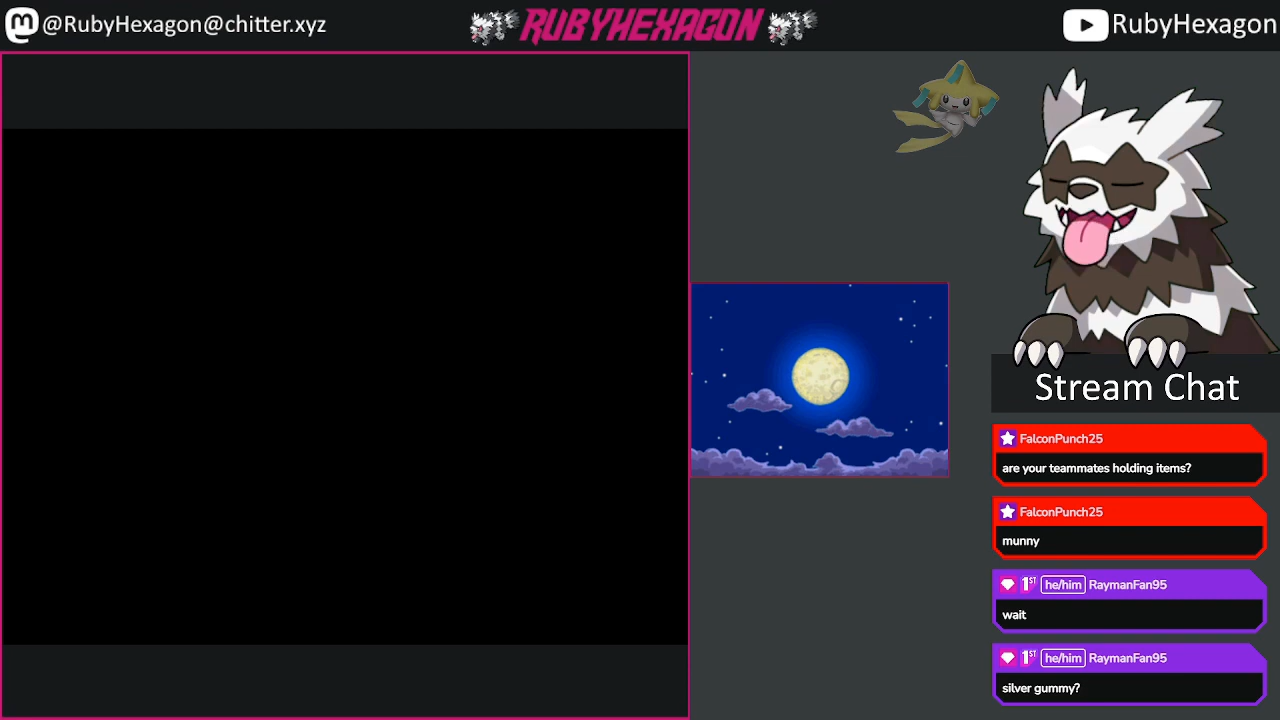 @RubyHexagon@chitter.xyz
RUBYHEXAGON
RubyHexagon
Stream Chat
FalconPunch25
are your teammates holding items?
FalconPunch25
munny
1ST he/him RaymanFan95
wait
1ST he/him RaymanFan95
silver gummy?